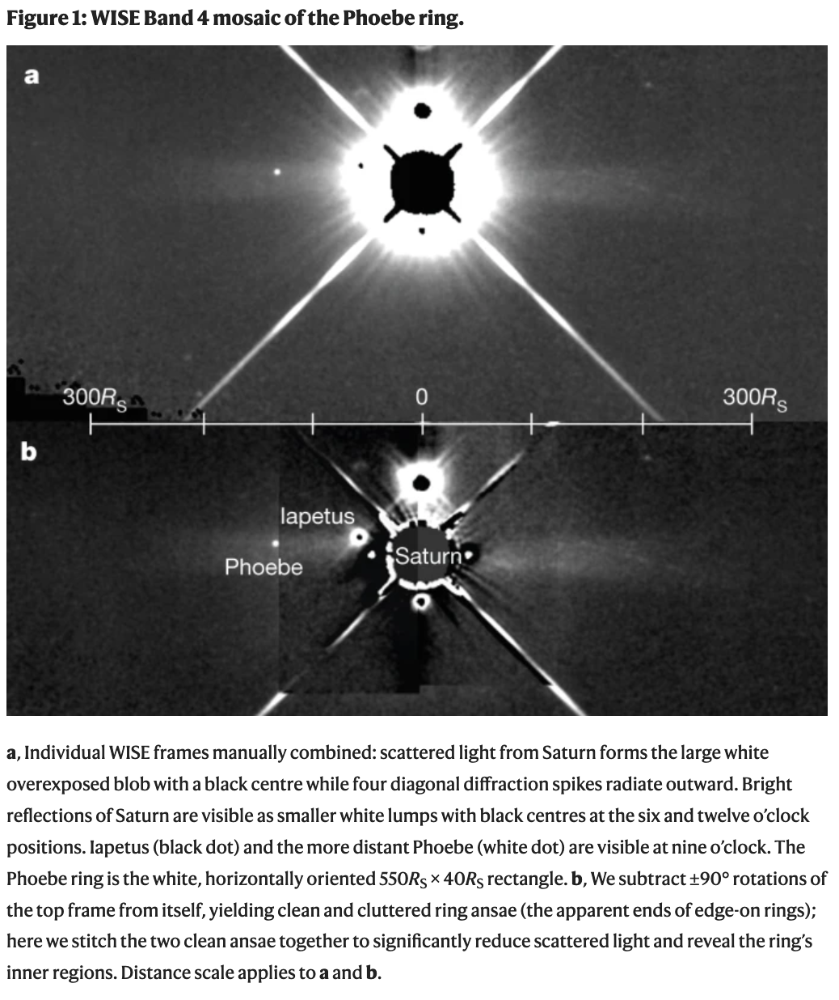 Figure 1: WISE Band 4 mosaic of the Phoebe ring.
a
300RS 0 300RS
b
Iapetus
Saturn
Phoebe
a, Individual WISE frames manually combined: scattered light from Saturn forms the large white
overexposed blob with a black centre while four diagonal diffraction spikes radiate outward. Bright
reflections of Saturn are visible as smaller white lumps with black centres at the six and twelve o’clock
positions. Iapetus (black dot) and the more distant Phoebe (white dot) are visible at nine o’clock. The
Phoebe ring is the white, horizontally oriented 550RS × 40RS rectangle. b, We subtract ±90° rotations of
the top frame from itself, yielding clean and cluttered ring ansae (the apparent ends of edge-on rings);
here we stitch the two clean ansae together to significantly reduce scattered light and reveal the ring’s
inner regions. Distance scale applies to a and b.